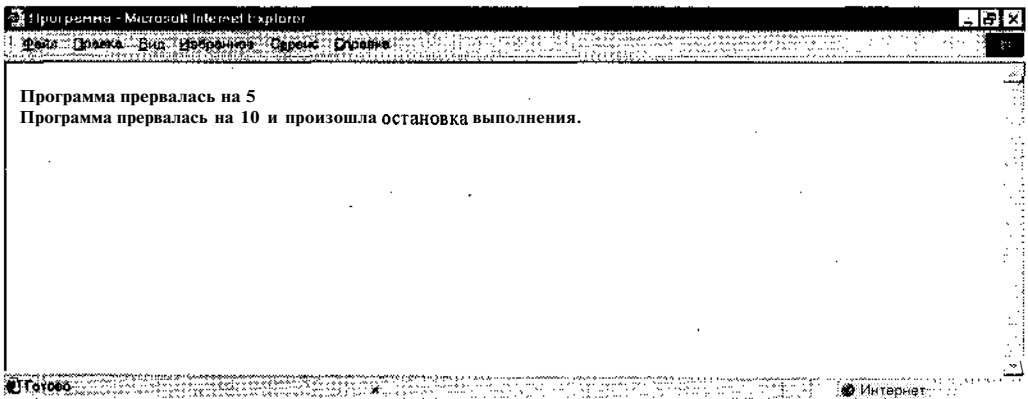 Программа - Microsoft Internet Explorer
Файл Правка Вид Избранное Сервис Справка
Программа прервалась на 5
Программа прервалась на 10 и произошла остановка выполнения.
Готово
Интернет